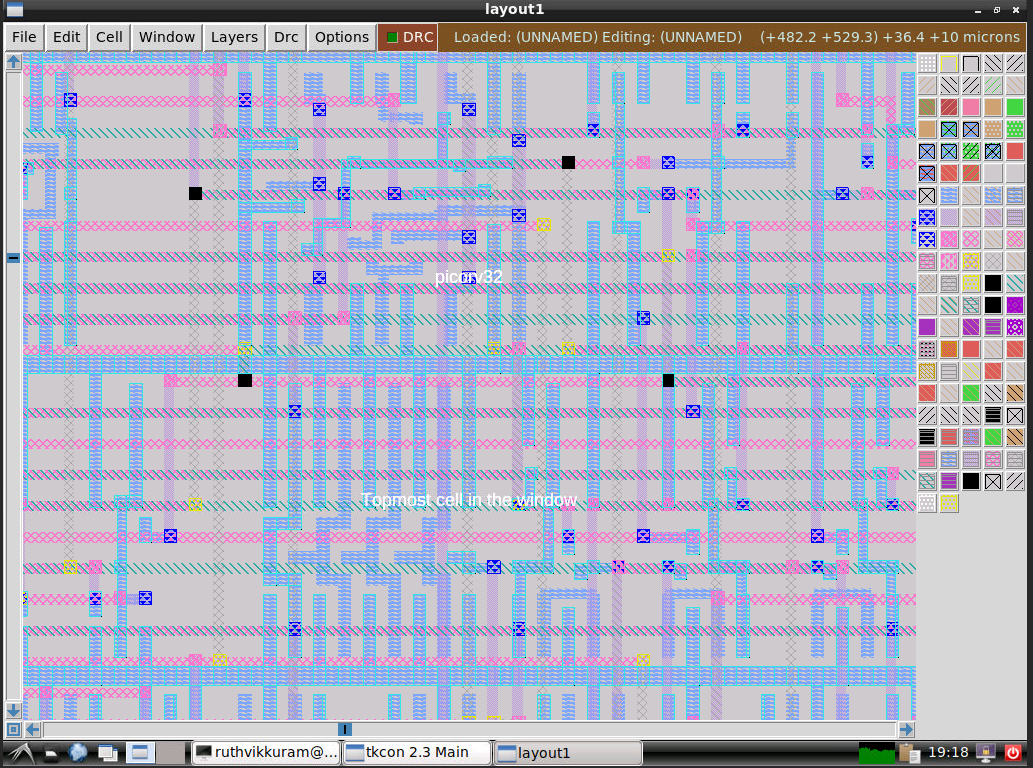 layout1
File Edit Cell Window Layers Drc Options DRC Loaded: (UNNAMED) Editing: (UNNAMED) (+482.2 +529.3) +36.4 +10 microns
picorv32
Topmost cell in the window
ruthvikkuram@... tkcon 2.3 Main layout1 19:18